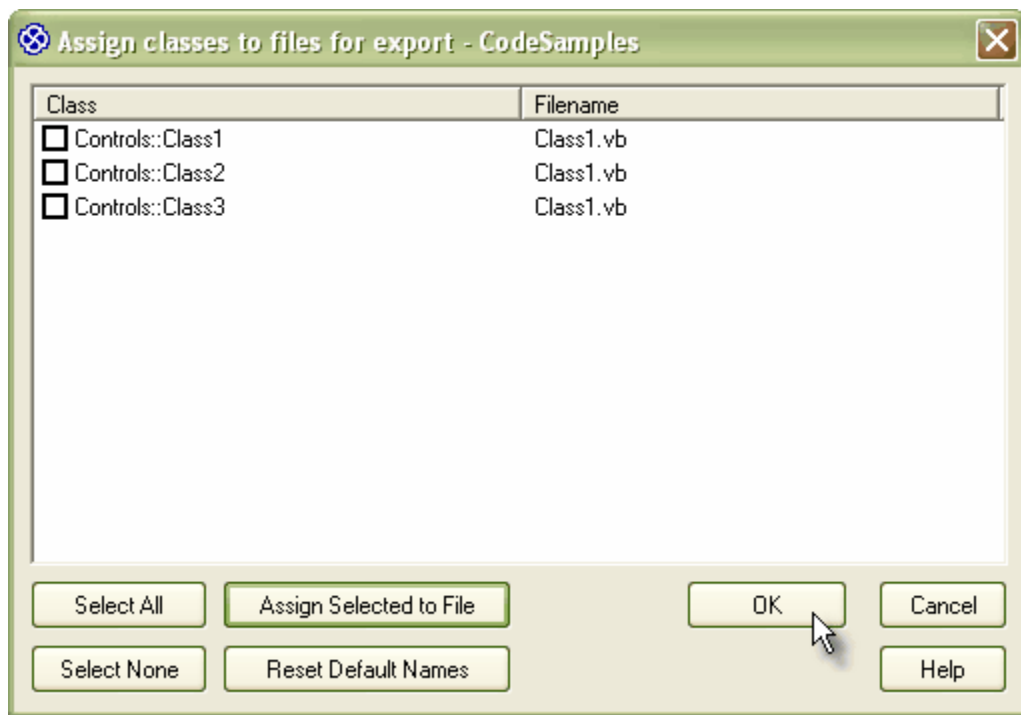 Assign classes to files for export - CodeSamples
Class Filename
Controls::Class1 Class1.vb
Controls::Class2 Class1.vb
Controls::Class3 Class1.vb
Select All Assign Selected to File OK Cancel
Select None Reset Default Names Help